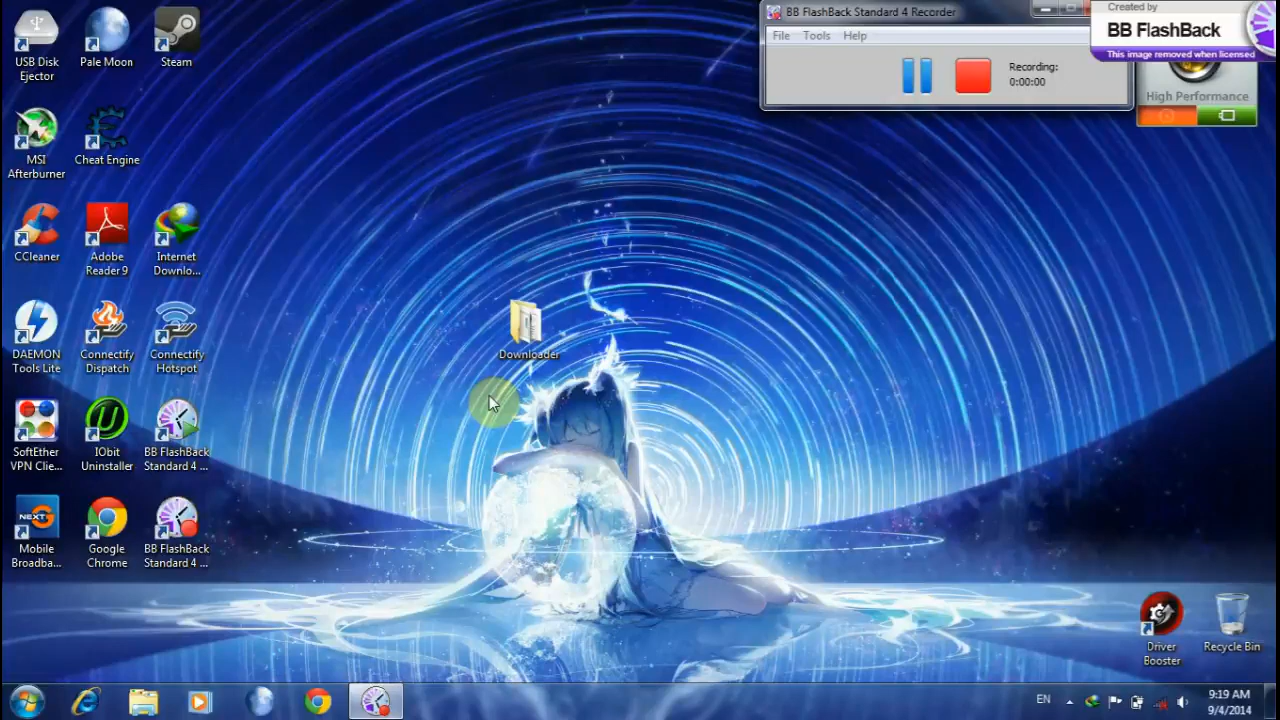 USB Disk
Ejector
Pale Moon
Steam
MSI
Afterburner
Cheat Engine
CCleaner
Adobe
Reader 9
Internet
Downlo...
DAEMON
Tools Lite
Connectify
Dispatch
Connectify
Hotspot
SoftEther
VPN Clie...
IObit
Uninstaller
BB FlashBack
Standard 4 ...
NEXT
Mobile
Broadba...
Google
Chrome
BB FlashBack
Standard 4 ...
Downloader
BB FlashBack Standard 4 Recorder
File Tools Help
Recording:
0:00:00
Created by
BB FlashBack
This image removed when licensed
High Performance
Driver
Booster
Recycle Bin
EN
9:19 AM
9/4/2014